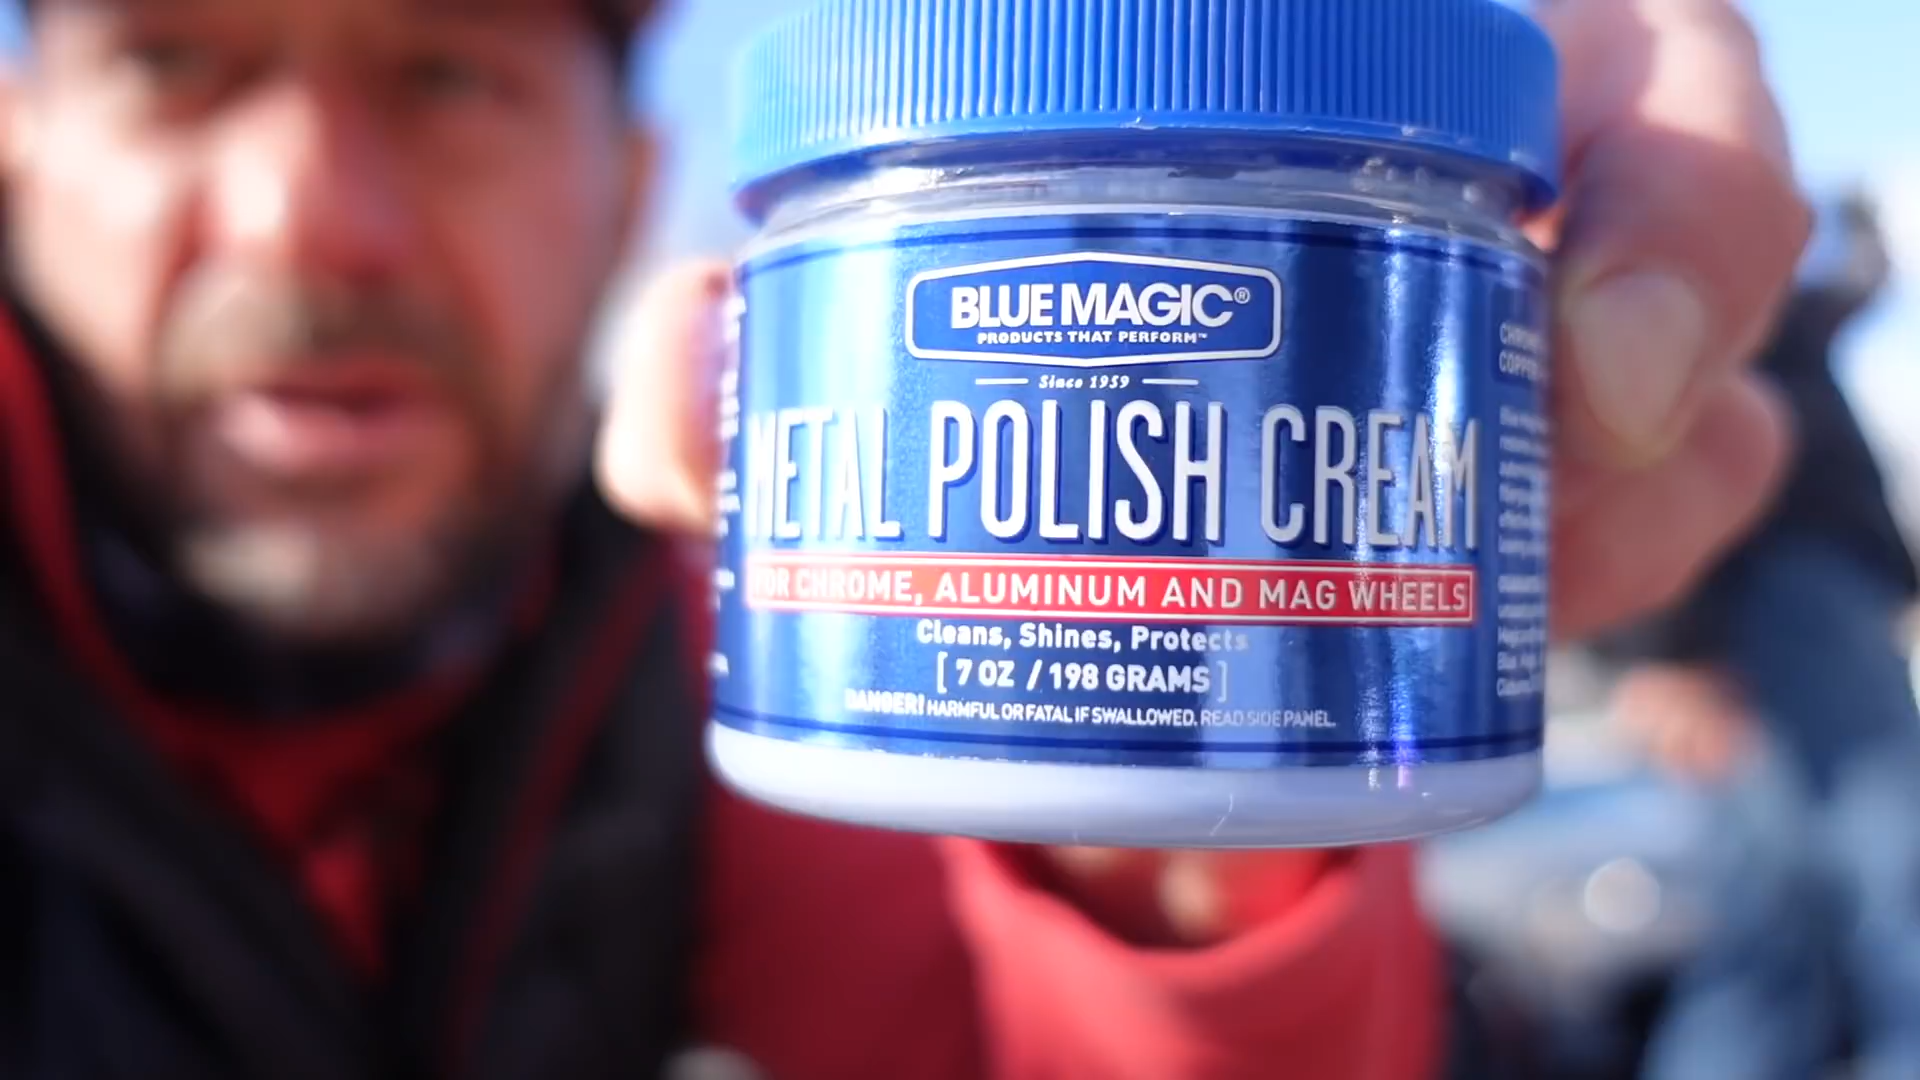 BLUE MAGIC®
PRODUCTS THAT PERFORM™
Since 1959
METAL POLISH CREAM
FOR CHROME, ALUMINUM AND MAG WHEELS
Cleans, Shines, Protects
[ 7 OZ / 198 GRAMS ]
DANGER! HARMFUL OR FATAL IF SWALLOWED. READ SIDE PANEL.